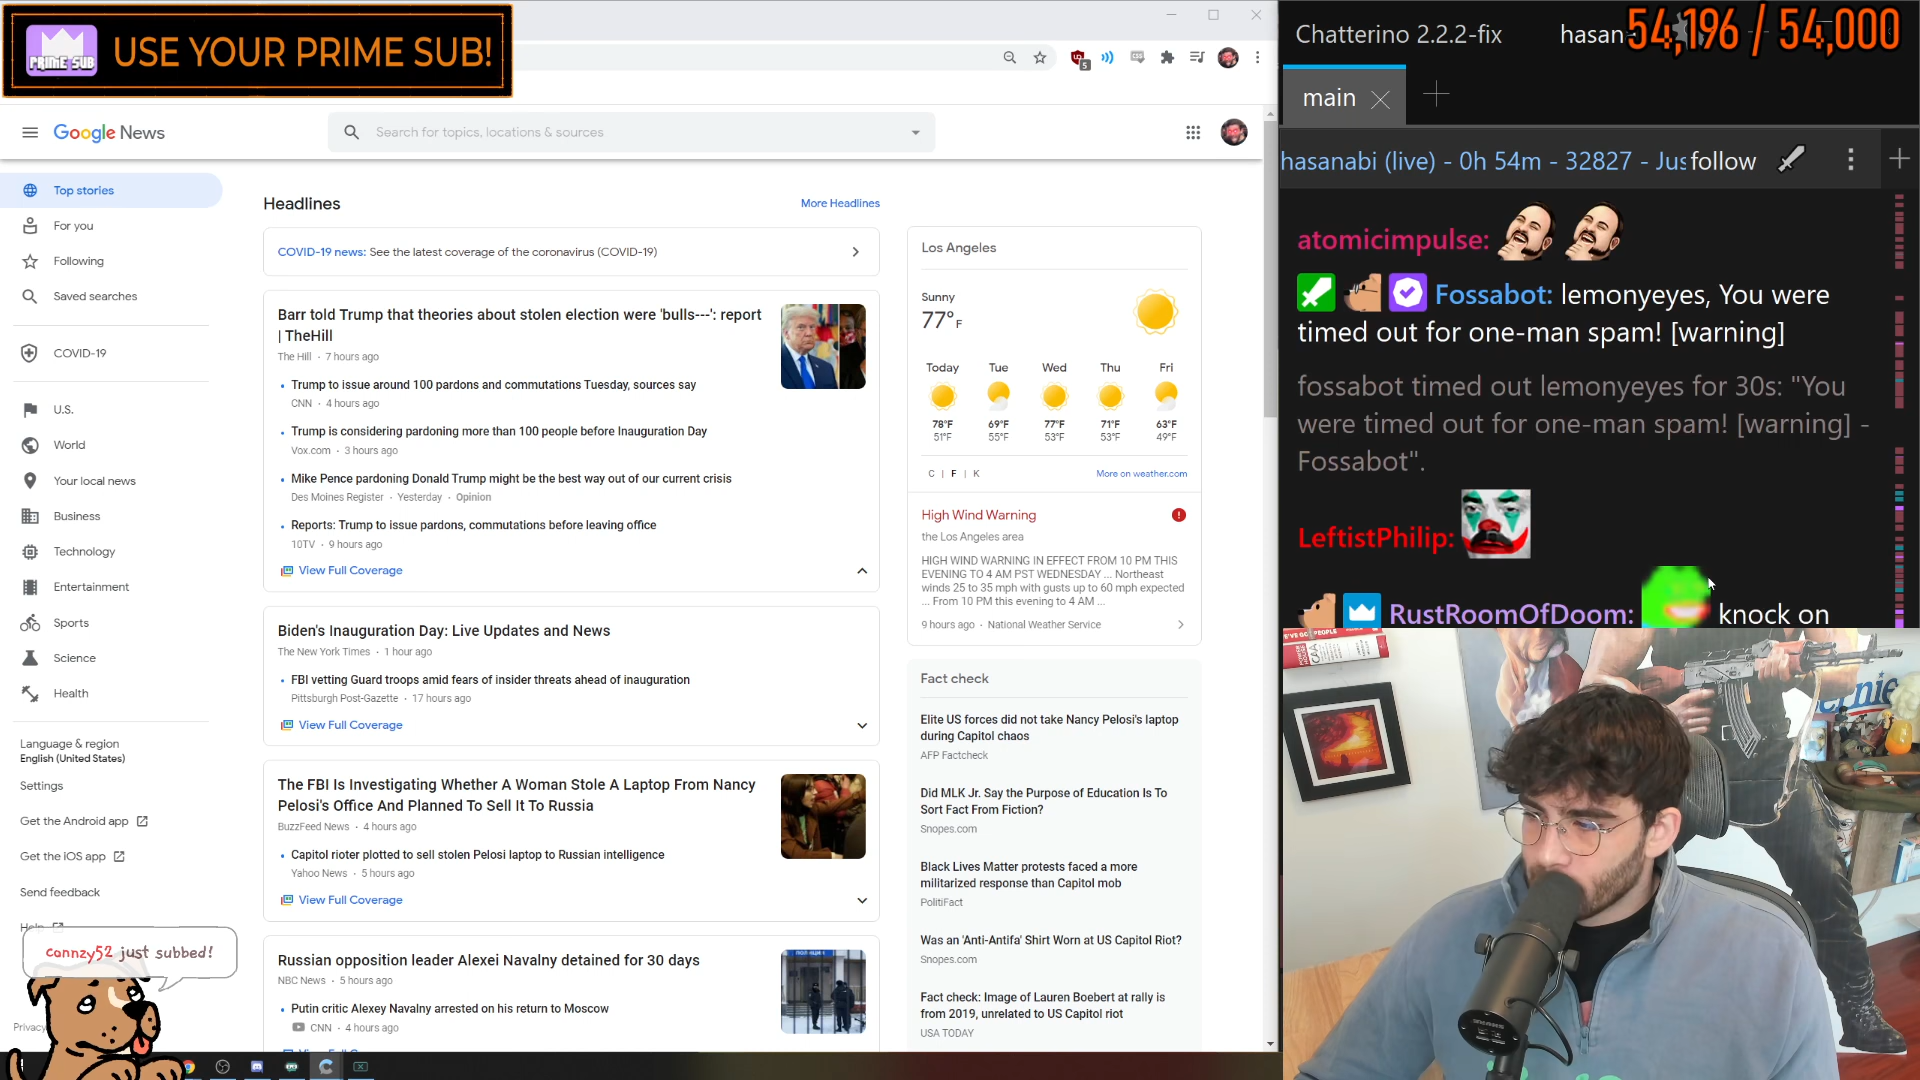 PRIME SUB
USE YOUR PRIME SUB!
5
Google News
Search for topics, locations & sources
Top stories
For you
Following
Saved searches
COVID-19
U.S.
World
Your local news
Business
Technology
Entertainment
Sports
Science
Health
Language & region
English (United States)
Settings
Get the Android app
Get the iOS app
Send feedback
Help
Privacy
connzy52 just subbed!
Headlines
More Headlines
COVID-19 news: See the latest coverage of the coronavirus (COVID-19)
Barr told Trump that theories about stolen election were 'bulls---': report
| TheHill
The Hill · 7 hours ago
Trump to issue around 100 pardons and commutations Tuesday, sources say
CNN · 4 hours ago
Trump is considering pardoning more than 100 people before Inauguration Day
Vox.com · 3 hours ago
Mike Pence pardoning Donald Trump might be the best way out of our current crisis
Des Moines Register · Yesterday · Opinion
Reports: Trump to issue pardons, commutations before leaving office
10TV · 9 hours ago
View Full Coverage
Biden's Inauguration Day: Live Updates and News
The New York Times · 1 hour ago
FBI vetting Guard troops amid fears of insider threats ahead of inauguration
Pittsburgh Post-Gazette · 17 hours ago
View Full Coverage
The FBI Is Investigating Whether A Woman Stole A Laptop From Nancy
Pelosi's Office And Planned To Sell It To Russia
BuzzFeed News · 4 hours ago
Capitol rioter plotted to sell stolen Pelosi laptop to Russian intelligence
Yahoo News · 5 hours ago
View Full Coverage
Russian opposition leader Alexei Navalny detained for 30 days
NBC News · 5 hours ago
Putin critic Alexey Navalny arrested on his return to Moscow
CNN · 4 hours ago
Los Angeles
Sunny
77° F
Today Tue Wed Thu Fri
78°F 69°F 77°F 71°F 63°F
51°F 55°F 53°F 53°F 49°F
C | F | K
More on weather.com
High Wind Warning
the Los Angeles area
HIGH WIND WARNING IN EFFECT FROM 10 PM THIS
EVENING TO 4 AM PST WEDNESDAY ... Northeast
winds 25 to 35 mph with gusts up to 60 mph expected
... From 10 PM this evening to 4 AM ...
9 hours ago · National Weather Service
Fact check
Elite US forces did not take Nancy Pelosi's laptop
during Capitol chaos
AFP Factcheck
Did MLK Jr. Say the Purpose of Education Is To
Sort Fact From Fiction?
Snopes.com
Black Lives Matter protests faced a more
militarized response than Capitol mob
PolitiFact
Was an 'Anti-Antifa' Shirt Worn at US Capitol Riot?
Snopes.com
Fact check: Image of Lauren Boebert at rally is
from 2019, unrelated to US Capitol riot
USA TODAY
Chatterino 2.2.2-fix
hasan
54,196 / 54,000
main
hasanabi (live) - 0h 54m - 32827 - Jus
follow
atomicimpulse:
Fossabot: lemonyeyes, You were
timed out for one-man spam! [warning]
fossabot timed out lemonyeyes for 30s: "You
were timed out for one-man spam! [warning] -
Fossabot".
LeftistPhilip:
RustRoomOfDoom: knock on